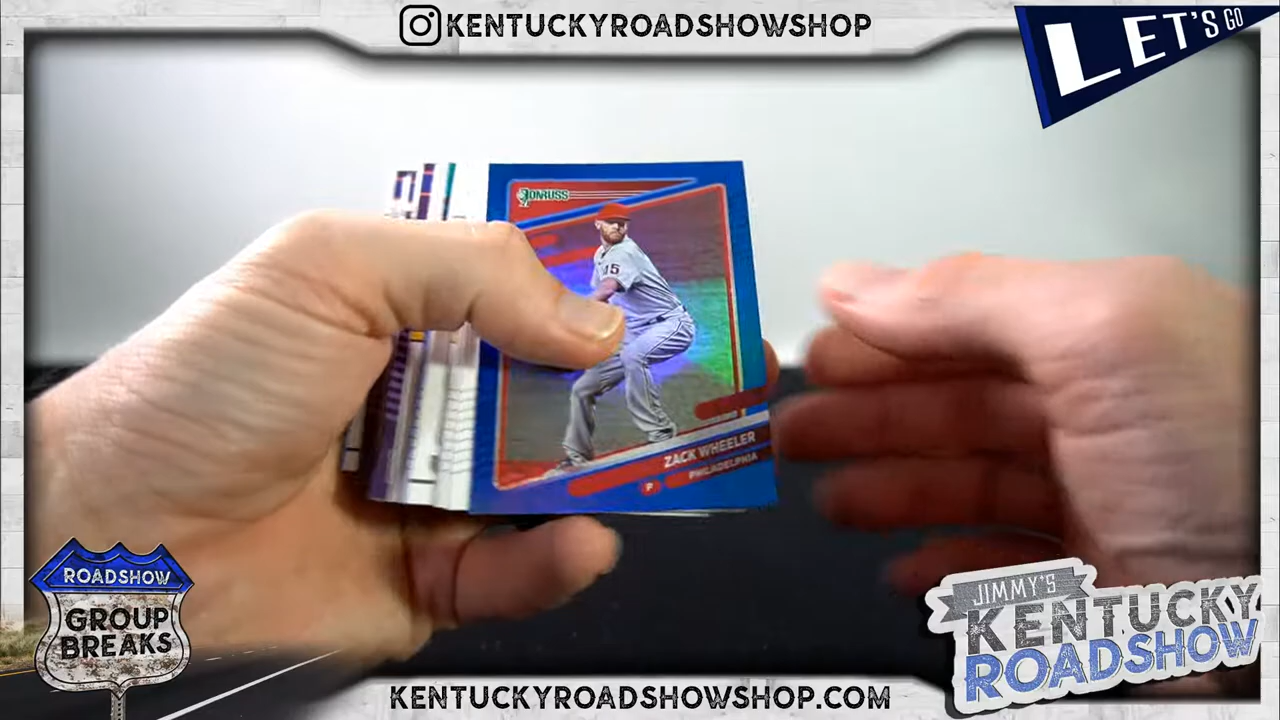 KENTUCKYROADSHOWSHOP
LET'S GO
DONRUSS
15
ZACK WHEELER
PHILADELPHIA
P
ROADSHOW
GROUP
BREAKS
JIMMY'S
KENTUCKY
ROADSHOW
KENTUCKYROADSHOWSHOP.COM